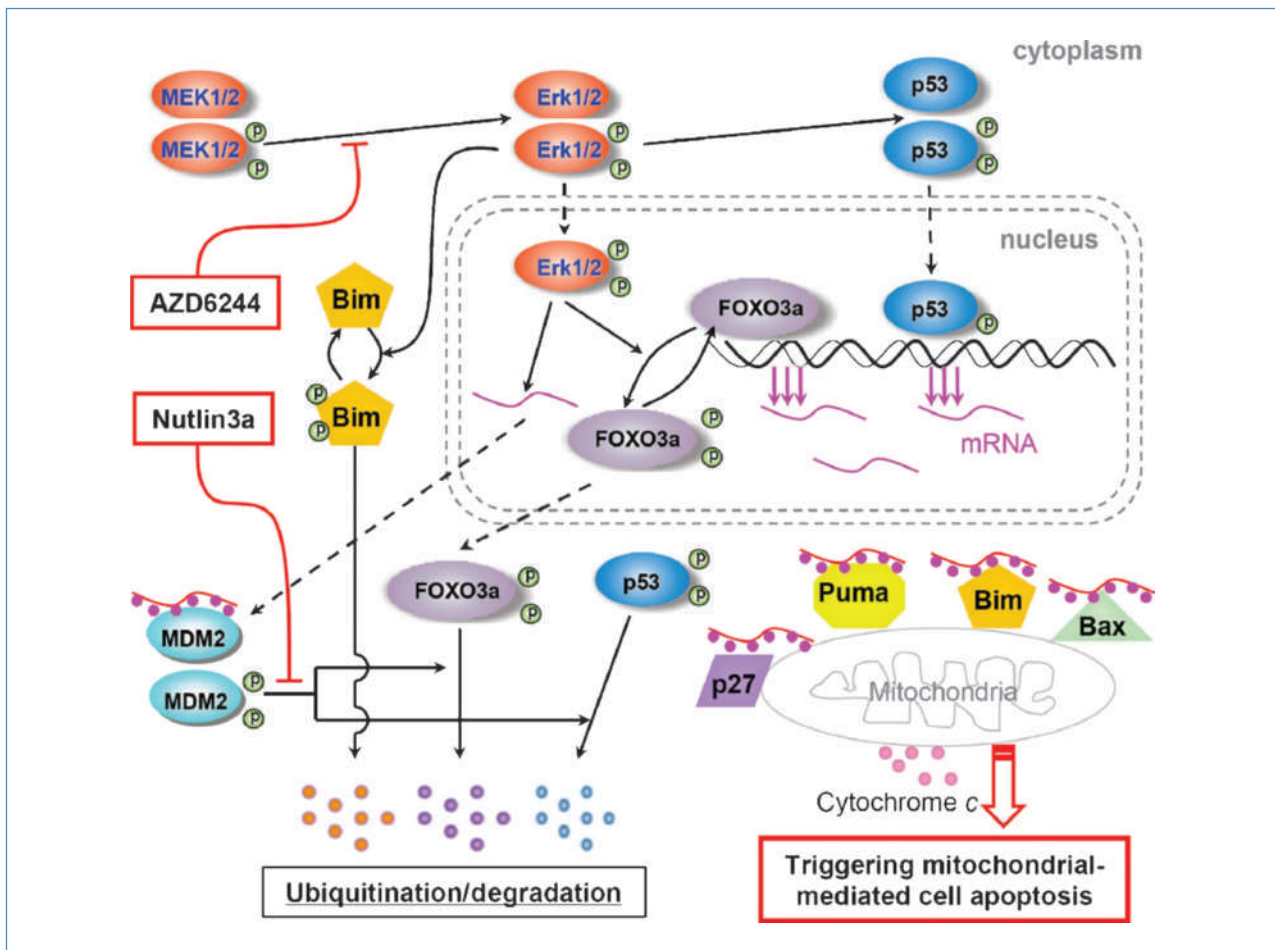 cytoplasm
MEK1/2
MEK1/2
P
P
Erk1/2
Erk1/2
P
P
p53
p53
P
P
nucleus
AZD6244
Bim
Erk1/2
P
P
FOXO3a
p53
P
Nutlin3a
P
P
Bim
FOXO3a
P
P
mRNA
FOXO3a
P
P
p53
P
P
Puma
Bim
Bax
MDM2
MDM2
P
P
p27
Mitochondria
Cytochrome c
Ubiquitination/degradation
Triggering mitochondrial-
mediated cell apoptosis